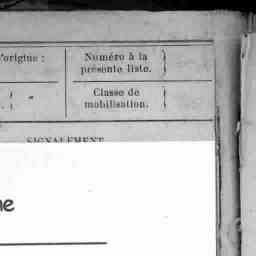 'origine :
Numéro à la
présente liste.
"
Classe de
mobilisation.
SIGNALEMENT
ne